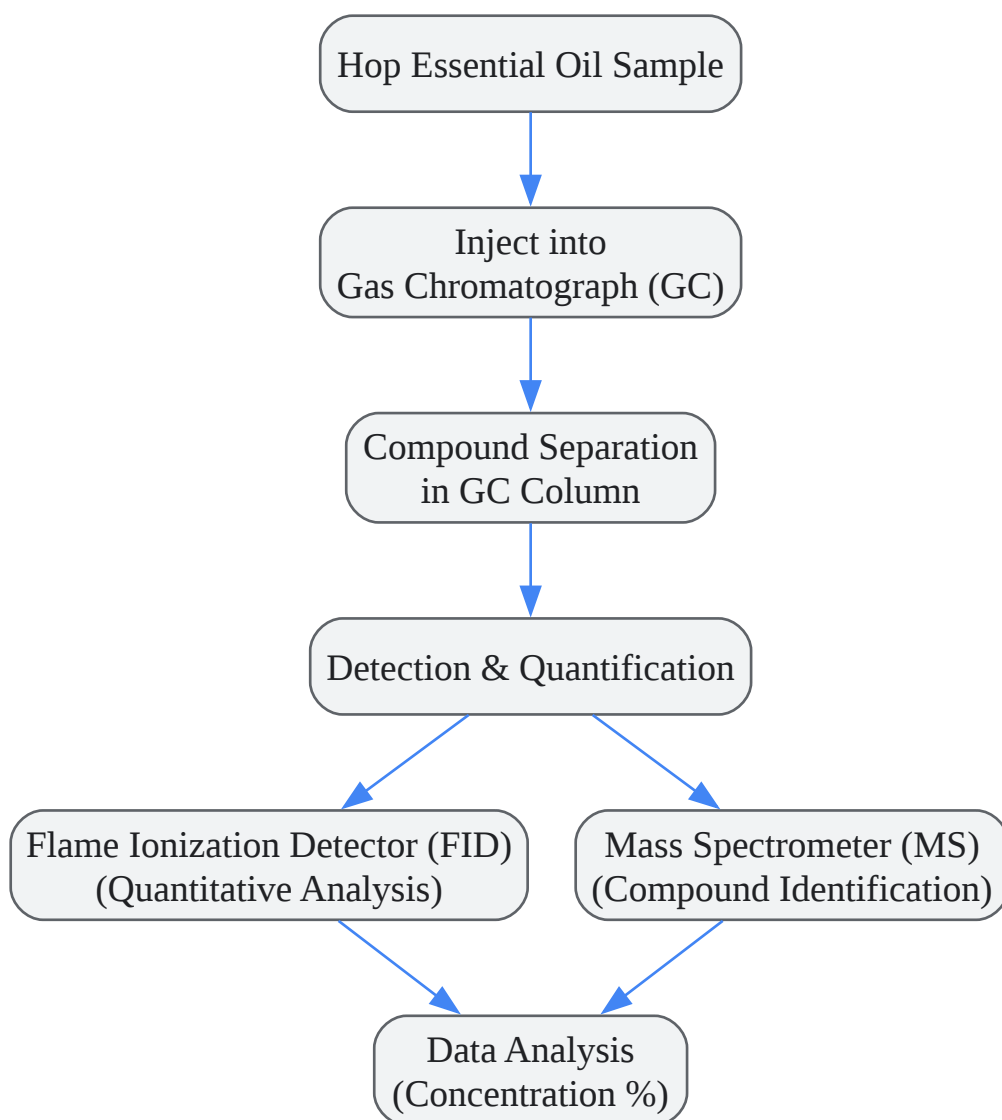 Hop Essential Oil Sample
Inject into
Gas Chromatograph (GC)
Compound Separation
in GC Column
Detection & Quantification
Flame Ionization Detector (FID)
(Quantitative Analysis)
Mass Spectrometer (MS)
(Compound Identification)
Data Analysis
(Concentration %)